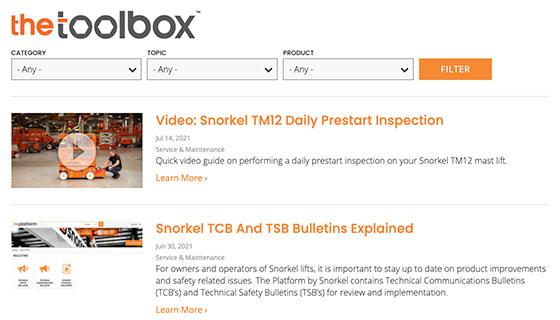 thetoolbox™
CATEGORY TOPIC PRODUCT
- Any - - Any - - Any - FILTER
Video: Snorkel TM12 Daily Prestart Inspection
Jul 14, 2021
Service & Maintenance
Quick video guide on performing a daily prestart inspection on your Snorkel TM12 mast lift.
Learn More ›
theplatform
BULLETINS
Snorkel TCB And TSB Bulletins Explained
Jun 30, 2021
Service & Maintenance
For owners and operators of Snorkel lifts, it is important to stay up to date on product improvements
and safety related issues. The Platform by Snorkel contains Technical Communications Bulletins
(TCB's) and Technical Safety Bulletins (TSB's) for review and implementation.
Learn More ›